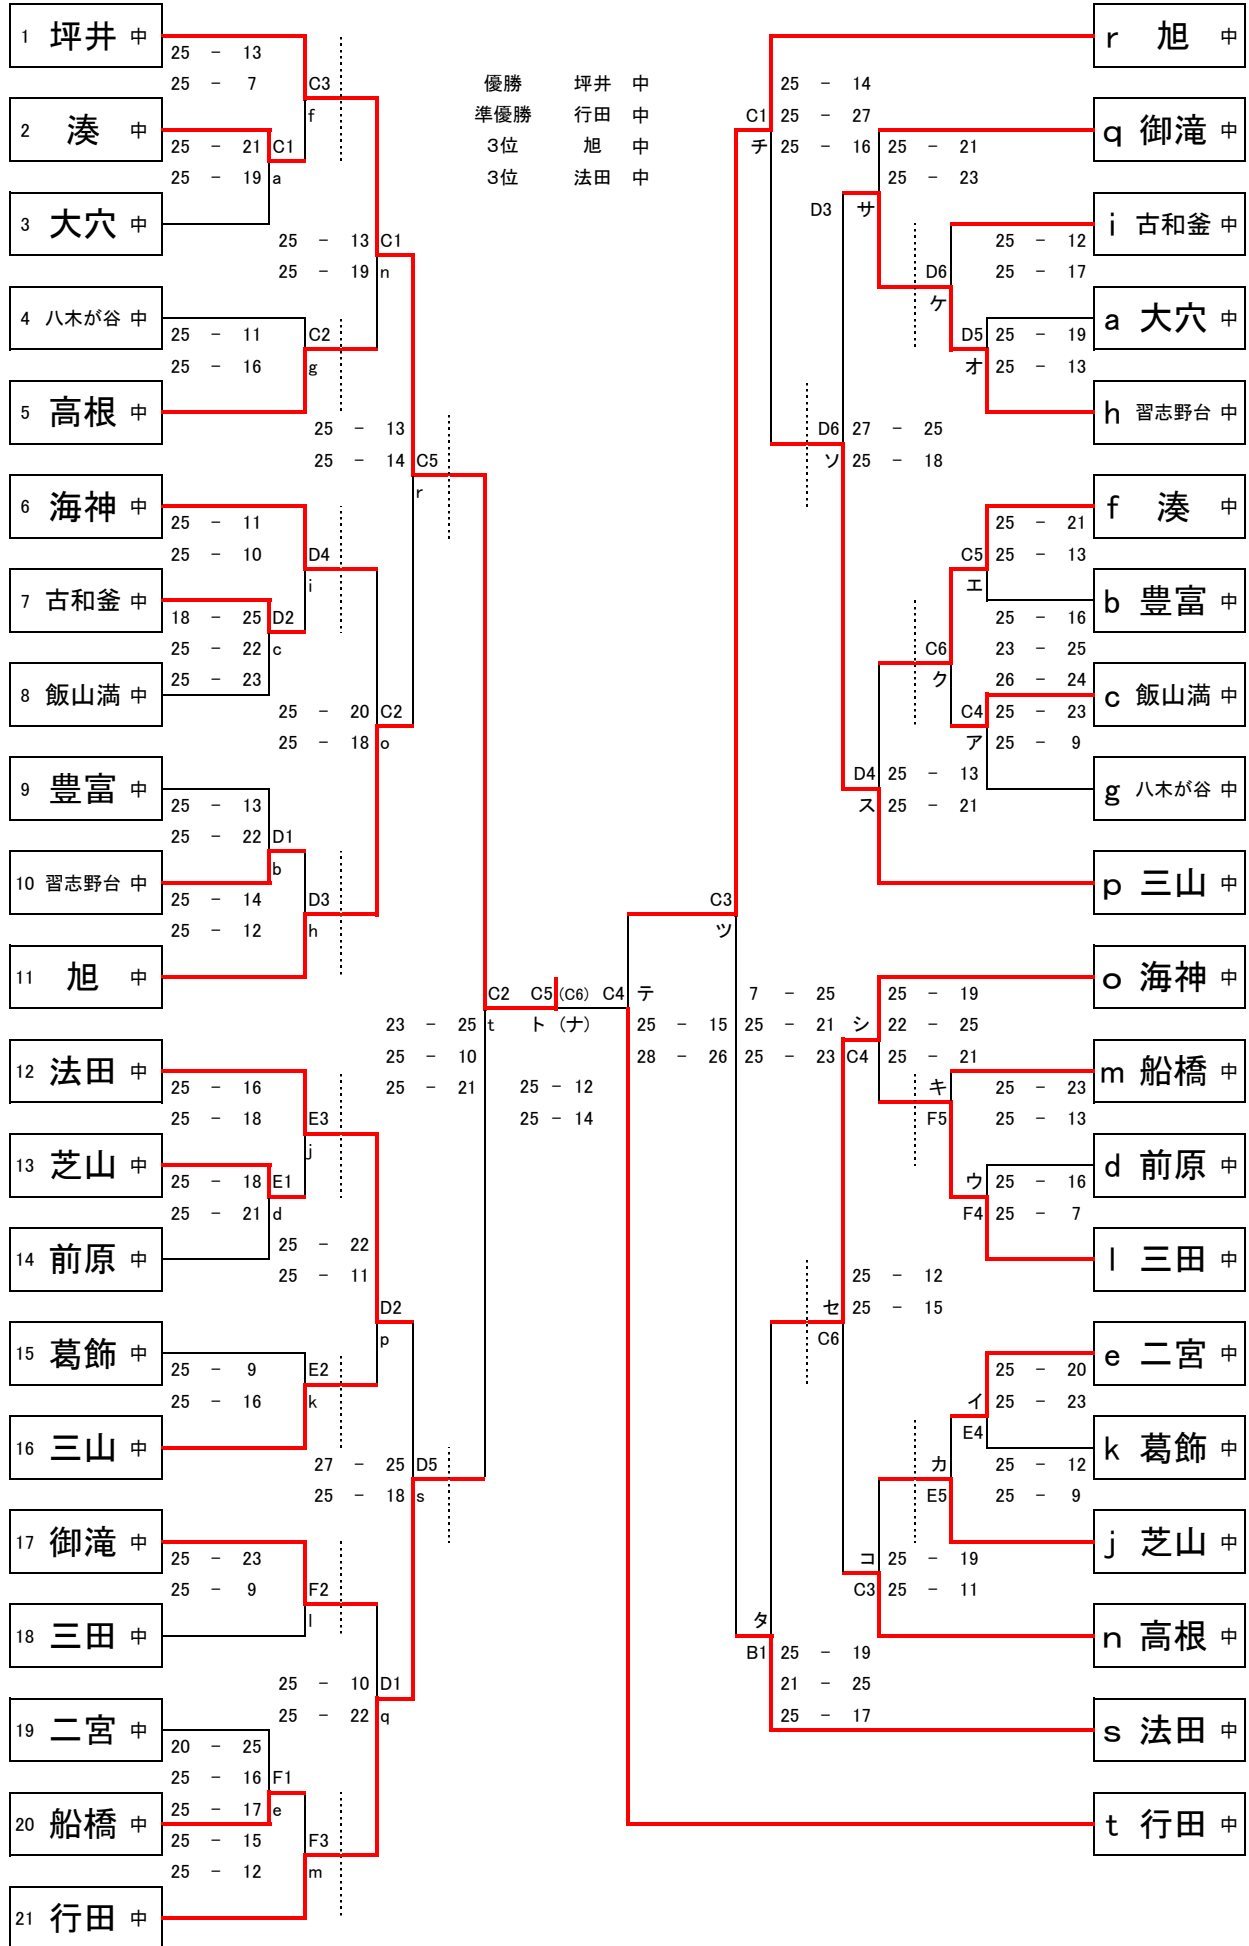 1 坪井 中
25 - 13
25 - 7 C3
f
2 湊 中
25 - 21 C1
25 - 19 a
3 大穴 中
25 - 13 C1
25 - 19 n
4 八木が谷 中
25 - 11 C2
25 - 16 g
5 高根 中
25 - 13
25 - 14 C5
r
6 海神 中
25 - 11
25 - 10 D4
i
7 古和釜 中
18 - 25 D2
25 - 22 c
25 - 23
8 飯山満 中
25 - 20 C2
25 - 18 o
9 豊富 中
25 - 13
25 - 22 D1
b
10 習志野台 中
25 - 14 D3
25 - 12 h
11 旭 中
12 法田 中
25 - 16
25 - 18 E3
j
13 芝山 中
25 - 18 E1
25 - 21 d
14 前原 中
25 - 22
25 - 11
D2
p
15 葛飾 中
25 - 9 E2
25 - 16 k
16 三山 中
27 - 25 D5
25 - 18 s
17 御滝 中
25 - 23
25 - 9 F2
l
18 三田 中
25 - 10 D1
25 - 22 q
19 二宮 中
20 - 25
25 - 16 F1
25 - 17 e
20 船橋 中
25 - 15 F3
25 - 12 m
21 行田 中
優勝 坪井 中
準優勝 行田 中
3位 旭 中
3位 法田 中
C2 C5 (C6) C4 テ
23 - 25 t ト (ナ)
25 - 10
25 - 21
25 - 12
25 - 14
25 - 15
28 - 26
C3
ツ
7 - 25
25 - 21
25 - 23
r 旭 中
25 - 14
C1 25 - 27
チ 25 - 16
q 御滝 中
25 - 21
25 - 23
D3 サ
i 古和釜 中
25 - 12
25 - 17
D6
ケ
a 大穴 中
D5 25 - 19
オ 25 - 13
h 習志野台 中
D6 27 - 25
ソ 25 - 18
f 湊 中
25 - 21
C5 25 - 13
エ
b 豊富 中
25 - 16
C6 23 - 25
ク 26 - 24
c 飯山満 中
C4 25 - 23
ア 25 - 9
g 八木が谷 中
D4 25 - 13
ス 25 - 21
p 三山 中
o 海神 中
25 - 19
シ 22 - 25
C4 25 - 21
m 船橋 中
キ 25 - 23
F5 25 - 13
d 前原 中
ウ 25 - 16
F4 25 - 7
l 三田 中
25 - 12
セ 25 - 15
C6
e 二宮 中
25 - 20
イ 25 - 23
E4
k 葛飾 中
カ 25 - 12
E5 25 - 9
j 芝山 中
コ 25 - 19
C3 25 - 11
n 高根 中
タ
B1 25 - 19
21 - 25
25 - 17
s 法田 中
t 行田 中